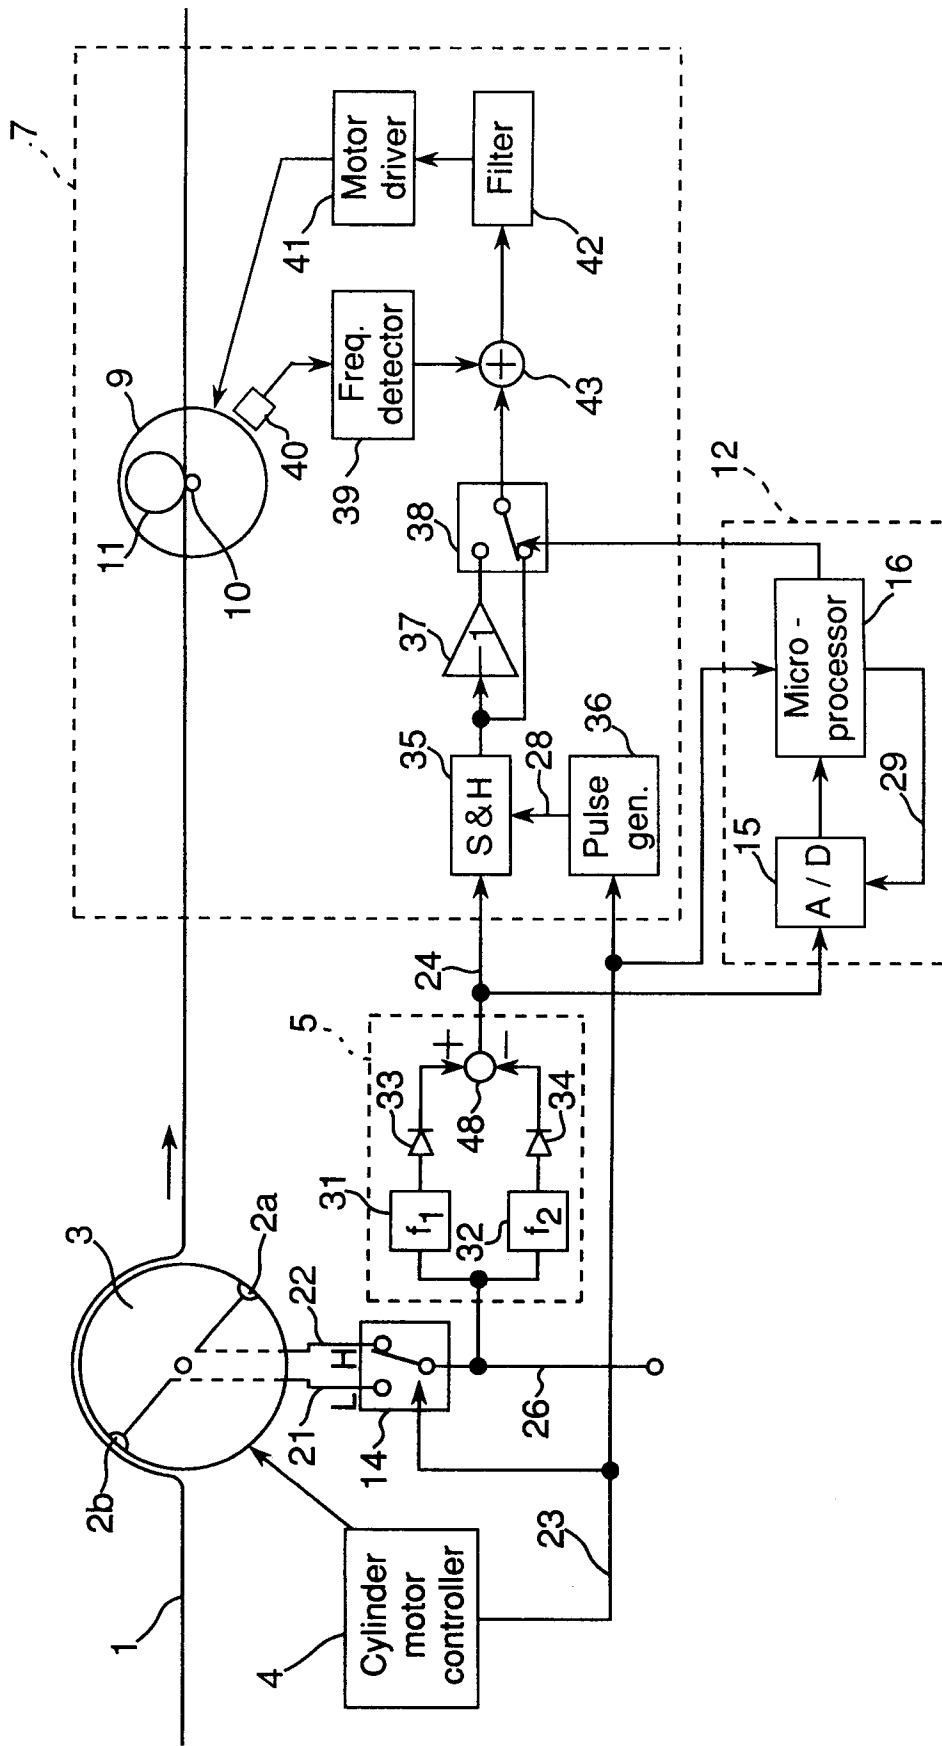 7
9
11
10
40
41
Motor
driver
39
Freq.
detector
Filter
42
43
38
37
–1
35
S&H
28
Pulse
gen.
36
12
15
A/D
Micro -
processor
16
29
24
5
33
+
–
48
34
31
f1
32
f2
3
2a
2b
22
21
H
L
14
26
1
4
Cylinder
motor
controller
23